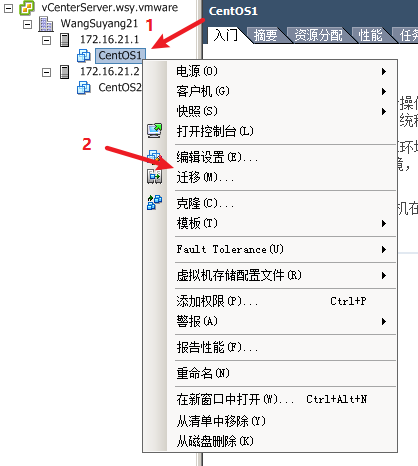 vCenterServer.wsy.vmware
WangSuyang21
172.16.21.1
CentOS1
172.16.21.2
CentOS2
1
2
CentOS1
入门 摘要 资源分配 性能 任务
电源(O)
客户机(G)
快照(S)
打开控制台(L)
编辑设置(E)...
迁移(M)...
克隆(C)...
模板(T)
Fault Tolerance(U)
虚拟机存储配置文件(R)
添加权限(P)... Ctrl+P
警报(A)
报告性能(F)...
重命名(N)
在新窗口中打开(W)... Ctrl+Alt+N
从清单中移除(Y)
从磁盘删除(K)
操作
统程
环境
境，
机在